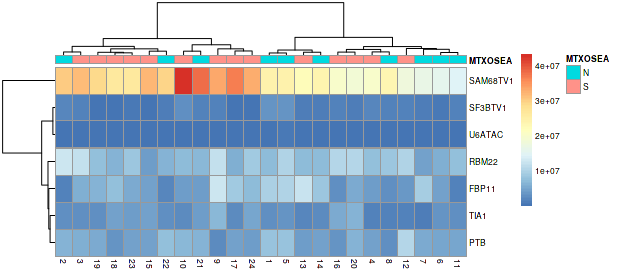 MTXOSEA
SAM68TV1
SF3BTV1
U6ATAC
RBM22
FBP11
TIA1
PTB
2 3 19 18 23 15 22 10 21 9 17 24 1 5 13 14 16 20 4 8 12 7 6 11
4e+07
3e+07
2e+07
1e+07
MTXOSEA
N
S